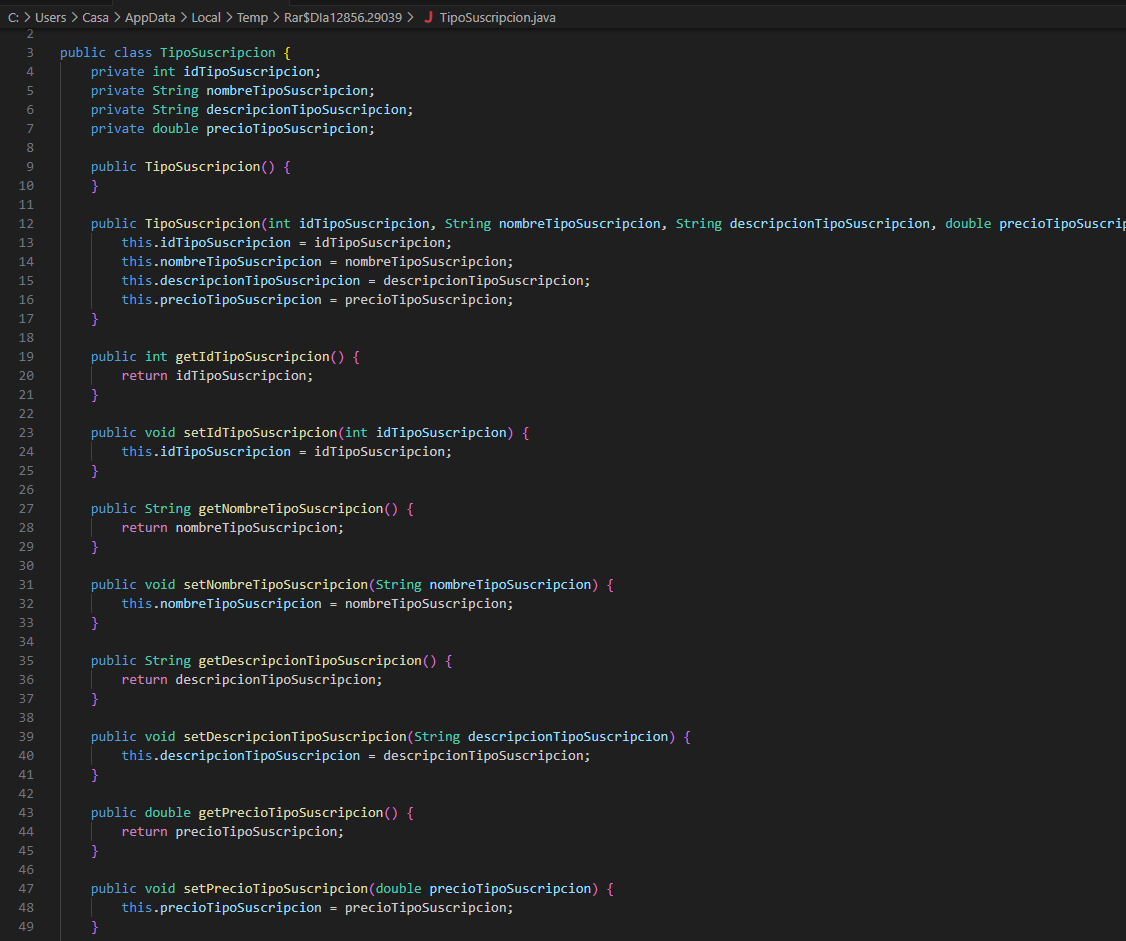 C: > Users > Casa > AppData > Local > Temp > Rar$DIa12856.29039 > J TipoSuscripcion.java
2
3 public class TipoSuscripcion {
4 private int idTipoSuscripcion;
5 private String nombreTipoSuscripcion;
6 private String descripcionTipoSuscripcion;
7 private double precioTipoSuscripcion;
8
9 public TipoSuscripcion() {
10 }
11
12 public TipoSuscripcion(int idTipoSuscripcion, String nombreTipoSuscripcion, String descripcionTipoSuscripcion, double precioTipoSuscrip
13 this.idTipoSuscripcion = idTipoSuscripcion;
14 this.nombreTipoSuscripcion = nombreTipoSuscripcion;
15 this.descripcionTipoSuscripcion = descripcionTipoSuscripcion;
16 this.precioTipoSuscripcion = precioTipoSuscripcion;
17 }
18
19 public int getIdTipoSuscripcion() {
20 return idTipoSuscripcion;
21 }
22
23 public void setIdTipoSuscripcion(int idTipoSuscripcion) {
24 this.idTipoSuscripcion = idTipoSuscripcion;
25 }
26
27 public String getNombreTipoSuscripcion() {
28 return nombreTipoSuscripcion;
29 }
30
31 public void setNombreTipoSuscripcion(String nombreTipoSuscripcion) {
32 this.nombreTipoSuscripcion = nombreTipoSuscripcion;
33 }
34
35 public String getDescripcionTipoSuscripcion() {
36 return descripcionTipoSuscripcion;
37 }
38
39 public void setDescripcionTipoSuscripcion(String descripcionTipoSuscripcion) {
40 this.descripcionTipoSuscripcion = descripcionTipoSuscripcion;
41 }
42
43 public double getPrecioTipoSuscripcion() {
44 return precioTipoSuscripcion;
45 }
46
47 public void setPrecioTipoSuscripcion(double precioTipoSuscripcion) {
48 this.precioTipoSuscripcion = precioTipoSuscripcion;
49 }